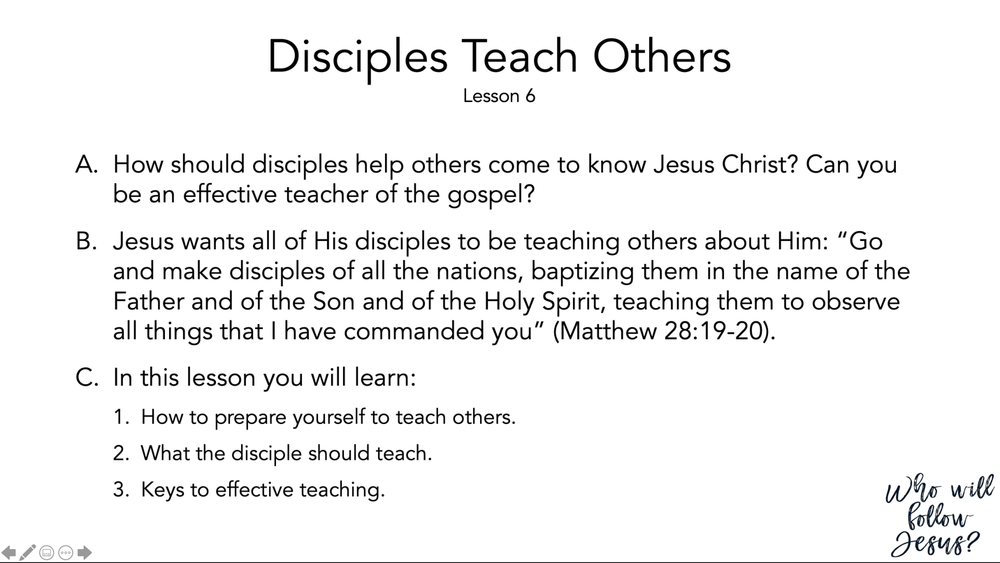 Disciples Teach Others
Lesson 6
A. How should disciples help others come to know Jesus Christ? Can you
be an effective teacher of the gospel?
B. Jesus wants all of His disciples to be teaching others about Him: “Go
and make disciples of all the nations, baptizing them in the name of the
Father and of the Son and of the Holy Spirit, teaching them to observe
all things that I have commanded you” (Matthew 28:19-20).
C. In this lesson you will learn:
1. How to prepare yourself to teach others.
2. What the disciple should teach.
3. Keys to effective teaching.
Who will
follow
Jesus?